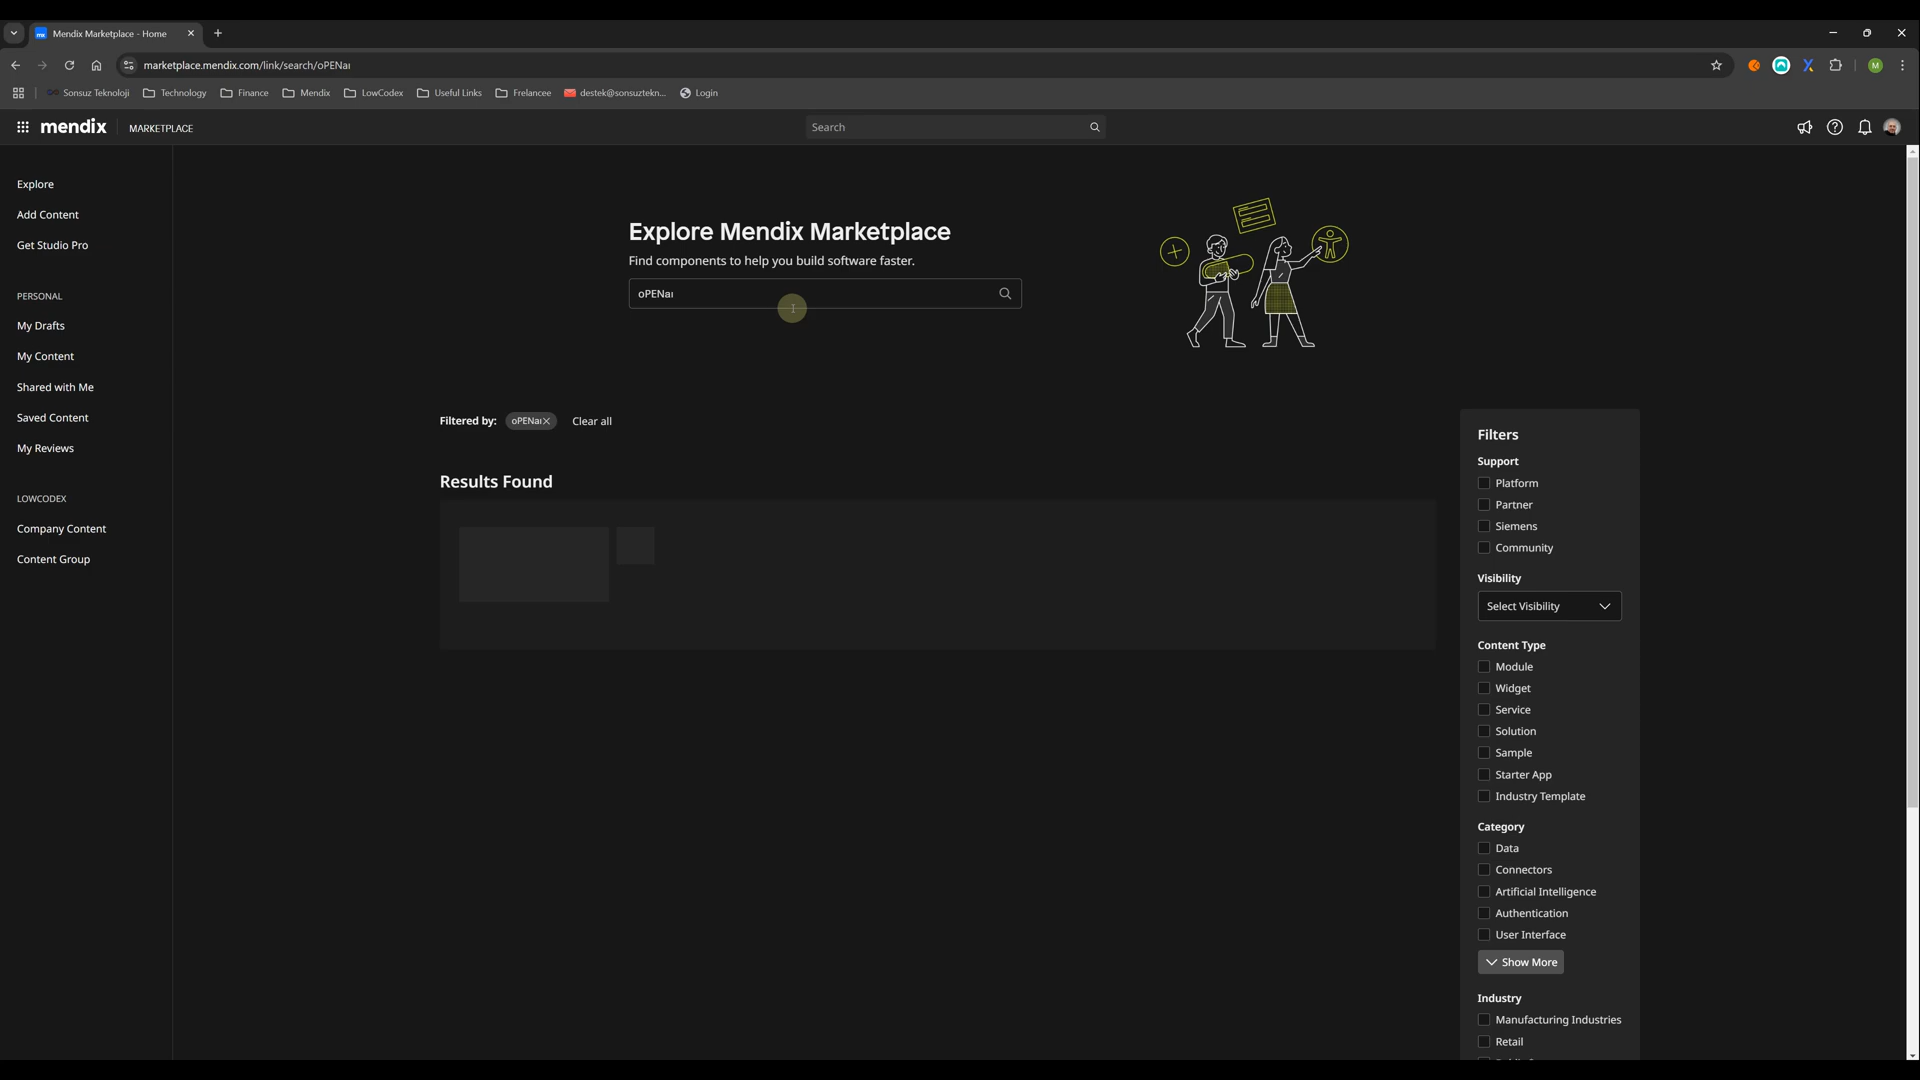 Mendix Marketplace - Home
marketplace.mendix.com/link/search/oPENaı
Sonsuz Teknoloji
Technology
Finance
Mendix
LowCodex
Useful Links
Frelancee
destek@sonsuztekn...
Login
M
mx
mendix
MARKETPLACE
Search
Explore
Add Content
Get Studio Pro
PERSONAL
My Drafts
My Content
Shared with Me
Saved Content
My Reviews
LOWCODEX
Company Content
Content Group
Explore Mendix Marketplace
Find components to help you build software faster.
oPENaı
Filtered by:
oPENaı
Clear all
Results Found
Filters
Support
Platform
Partner
Siemens
Community
Visibility
Select Visibility
Content Type
Module
Widget
Service
Solution
Sample
Starter App
Industry Template
Category
Data
Connectors
Artificial Intelligence
Authentication
User Interface
Show More
Industry
Manufacturing Industries
Retail